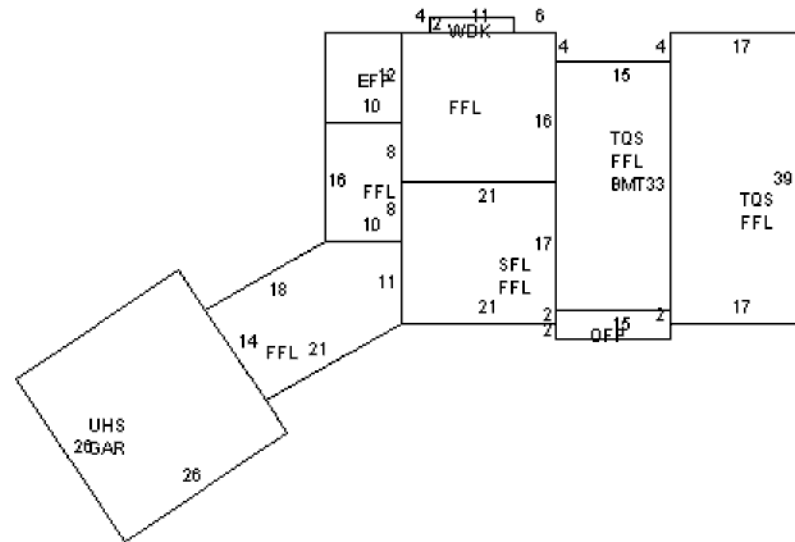 4 11 6
2
WDK
4 4 17
15
EFP 12
10
FFL
16
TQS
FFL
BMT33
8
16
FFL
8
10
21
39
TQS
FFL
17
SFL
FFL
11
18
21
2 2
2
15
OFP
17
14
FFL 21
UHS
GAR
26
26